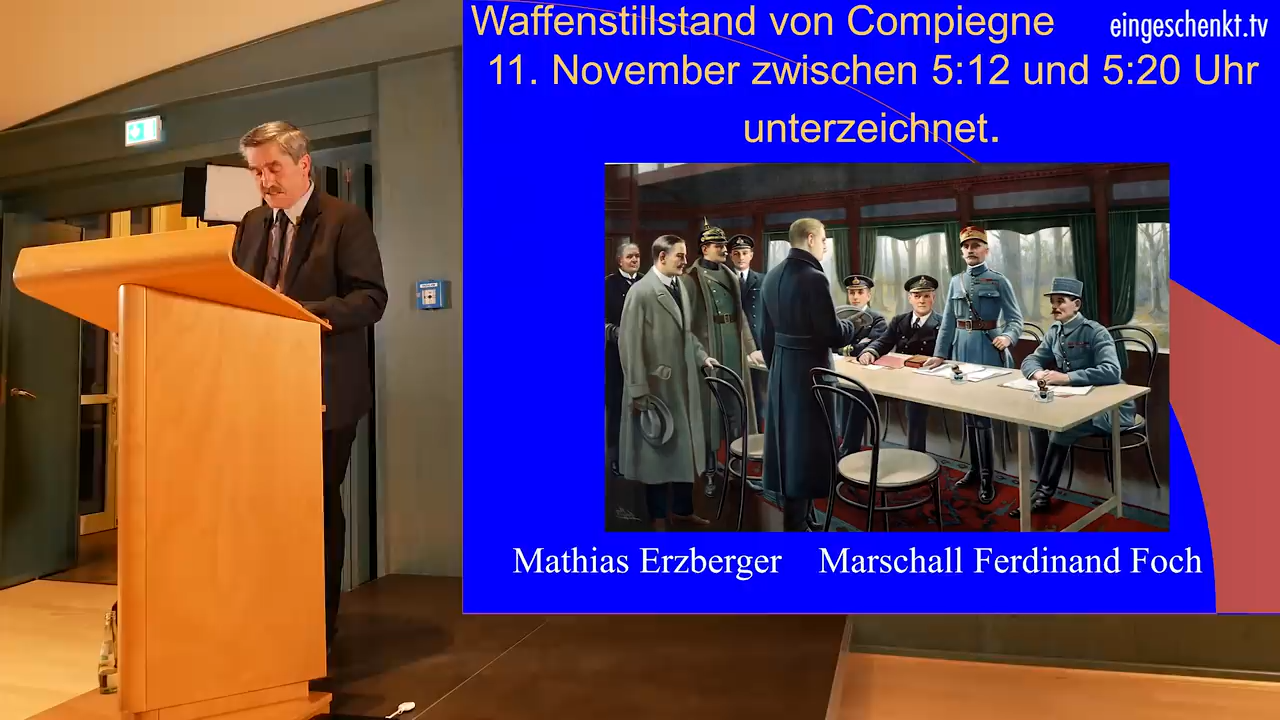 Waffenstillstand von Compiegne
eingeschenkt.tv
11. November zwischen 5:12 und 5:20 Uhr
unterzeichnet.
Mathias Erzberger Marschall Ferdinand Foch